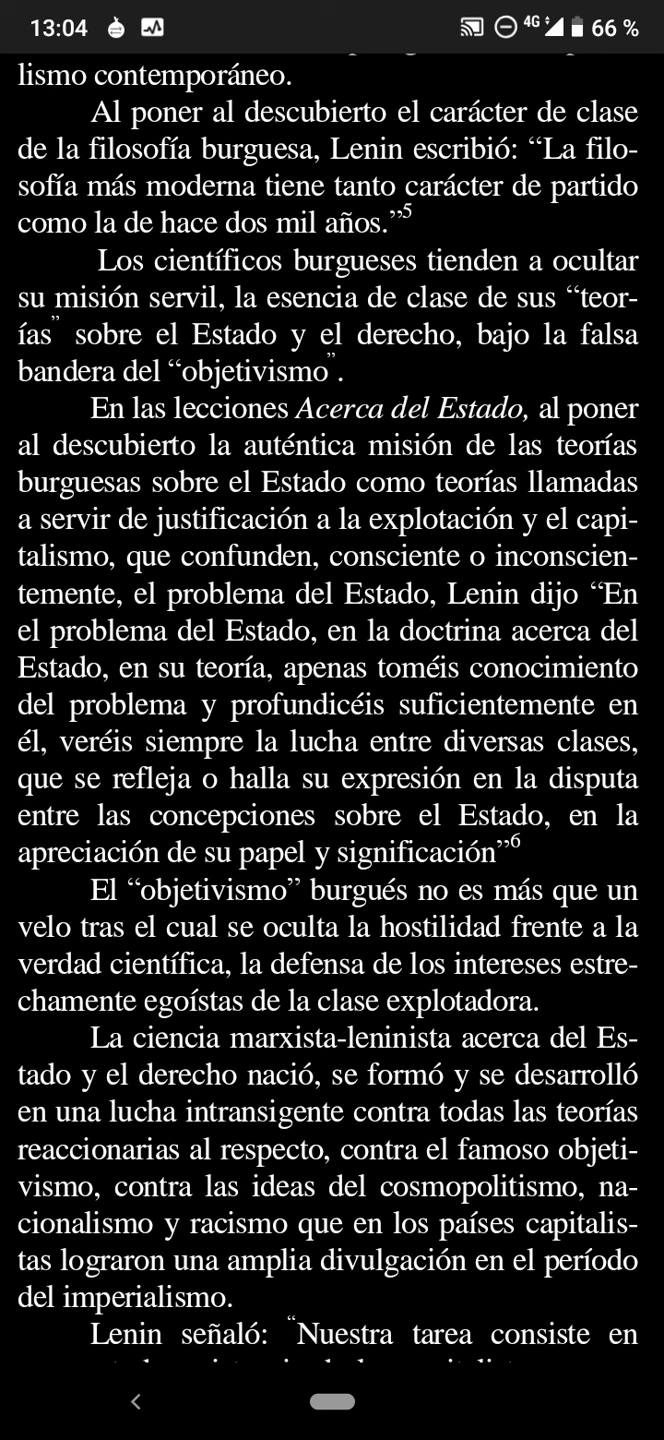 13:04 4G 66 %
lismo contemporáneo.
Al poner al descubierto el carácter de clase
de la filosofía burguesa, Lenin escribió: “La filo-
sofía más moderna tiene tanto carácter de partido
como la de hace dos mil años.”5
Los científicos burgueses tienden a ocultar
su misión servil, la esencia de clase de sus “teor-
ías” sobre el Estado y el derecho, bajo la falsa
bandera del “objetivismo”.
En las lecciones Acerca del Estado, al poner
al descubierto la auténtica misión de las teorías
burguesas sobre el Estado como teorías llamadas
a servir de justificación a la explotación y el capi-
talismo, que confunden, consciente o inconscien-
temente, el problema del Estado, Lenin dijo “En
el problema del Estado, en la doctrina acerca del
Estado, en su teoría, apenas toméis conocimiento
del problema y profundicéis suficientemente en
él, veréis siempre la lucha entre diversas clases,
que se refleja o halla su expresión en la disputa
entre las concepciones sobre el Estado, en la
apreciación de su papel y significación”6
El “objetivismo” burgués no es más que un
velo tras el cual se oculta la hostilidad frente a la
verdad científica, la defensa de los intereses estre-
chamente egoístas de la clase explotadora.
La ciencia marxista-leninista acerca del Es-
tado y el derecho nació, se formó y se desarrolló
en una lucha intransigente contra todas las teorías
reaccionarias al respecto, contra el famoso objeti-
vismo, contra las ideas del cosmopolitismo, na-
cionalismo y racismo que en los países capitalis-
tas lograron una amplia divulgación en el período
del imperialismo.
Lenin señaló: “Nuestra tarea consiste en